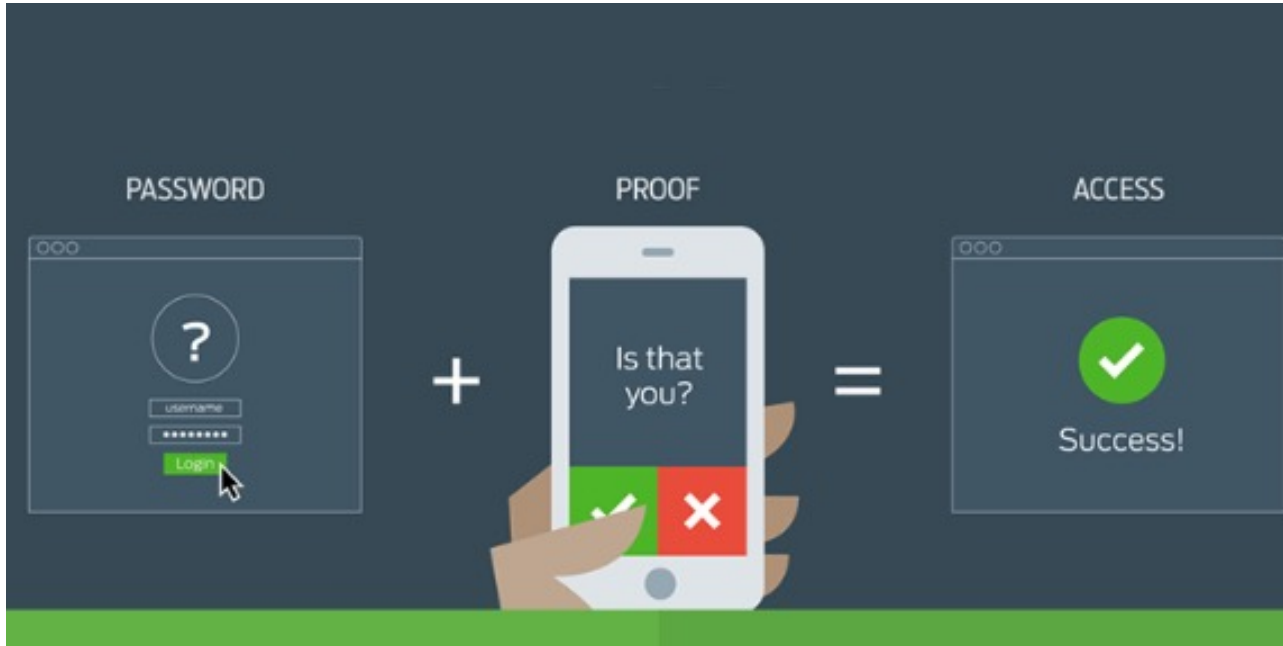 PASSWORD
username
Login
+
PROOF
Is that
you?
=
ACCESS
Success!